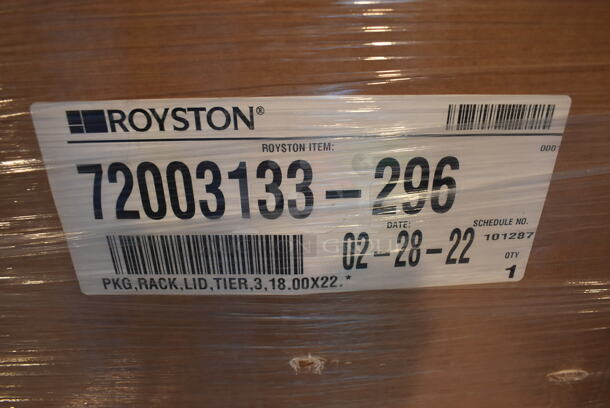 ROYSTON®
ROYSTON ITEM:
000
72003133-296
DATE:
SCHEDULE NO.
02-28-22
101287
QTY
1
PKG,RACK,LID,TIER,3,18.00X22.*